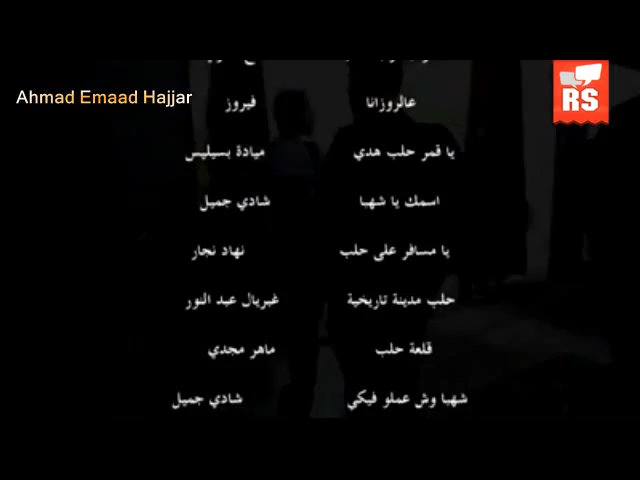 Ahmad Emaad Hajjar
RS
عالروزانا فيروز
يا قمر حلب هدي ميادة بسيليس
اسمك يا شهبا شادي جميل
يا مسافر على حلب نهاد نجار
حلب مدينة تاريخية غبريال عبد النور
قلعة حلب ماهر مجدي
شهبا وش عملو فيكي شادي جميل